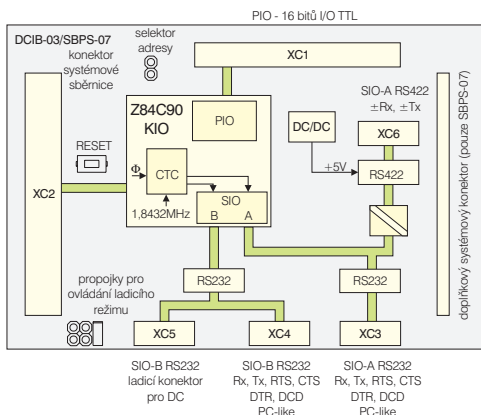 PIO - 16 bitů I/O TTL
DCIB-03/SBPS-07
konektor
systémové
sběrnice
selektor
adresy
XC1
SIO-A RS422
±Rx, ±Tx
Z84C90
KIO
PIO
DC/DC
XC6
RESET
+5V
RS422
XC2
Φ
CTC
SIO
B A
1,8432MHz
doplňkový systémový konektor (pouze SBPS-07)
propojky pro
ovládání ladicího
režimu
RS232
RS232
XC5
XC4
XC3
SIO-B RS232
ladicí konektor
pro DC
SIO-B RS232
Rx, Tx, RTS, CTS
DTR, DCD
PC-like
SIO-A RS232
Rx, Tx, RTS, CTS
DTR, DCD
PC-like